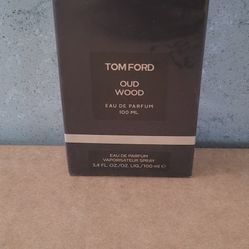 TOM FORD
OUD
WOOD
EAU DE PARFUM
100 ML
EAU DE PARFUM
VAPORISATEUR SPRAY
3.4 FL.OZ./OZ. LIQ./100 ml ℮